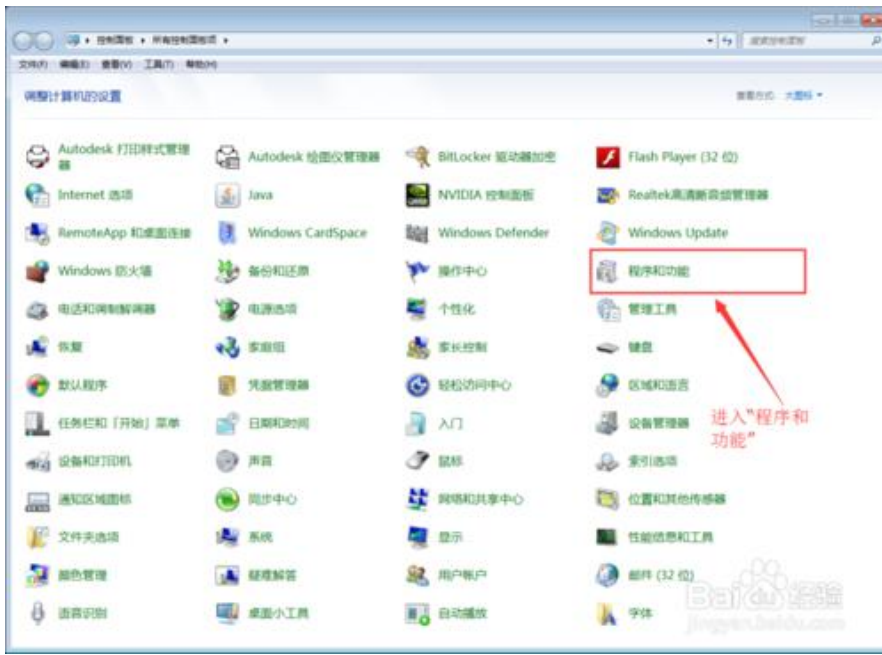 控制面板 ▸ 所有控制面板项 ▸
搜索控制面板
文件(F) 编辑(E) 查看(V) 工具(T) 帮助(H)
调整计算机的设置
查看方式: 大图标
Autodesk 打印样式管理
器
Autodesk 绘图仪管理器
BitLocker 驱动器加密
Flash Player (32 位)
Internet 选项
Java
NVIDIA 控制面板
Realtek高清晰音频管理器
RemoteApp 和桌面连接
Windows CardSpace
Windows Defender
Windows Update
Windows 防火墙
备份和还原
操作中心
程序和功能
电话和调制解调器
电源选项
个性化
管理工具
恢复
家庭组
家长控制
键盘
默认程序
凭据管理器
轻松访问中心
区域和语言
任务栏和「开始」菜单
日期和时间
入门
设备管理器
进入“程序和
功能”
设备和打印机
声音
鼠标
索引选项
通知区域图标
同步中心
网络和共享中心
位置和其他传感器
文件夹选项
系统
显示
性能信息和工具
颜色管理
疑难解答
用户帐户
邮件 (32 位)
语音识别
桌面小工具
自动播放
字体
Baidu 经验
jingyan.baidu.com